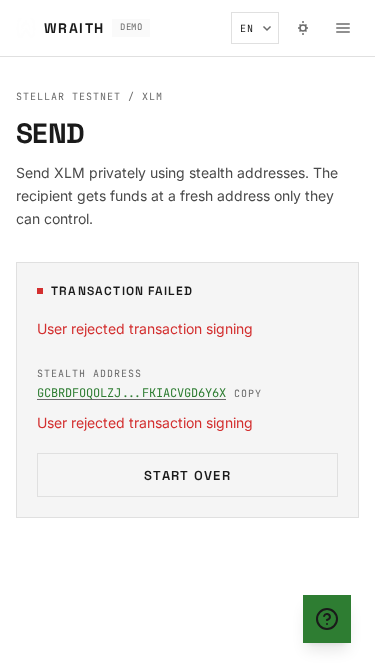 WRAITH DEMO EN
STELLAR TESTNET / XLM
SEND
Send XLM privately using stealth addresses. The
recipient gets funds at a fresh address only they
can control.
TRANSACTION FAILED
User rejected transaction signing
STEALTH ADDRESS
GCBRDFOQOLZJ...FKIACVGD6Y6X COPY
User rejected transaction signing
START OVER